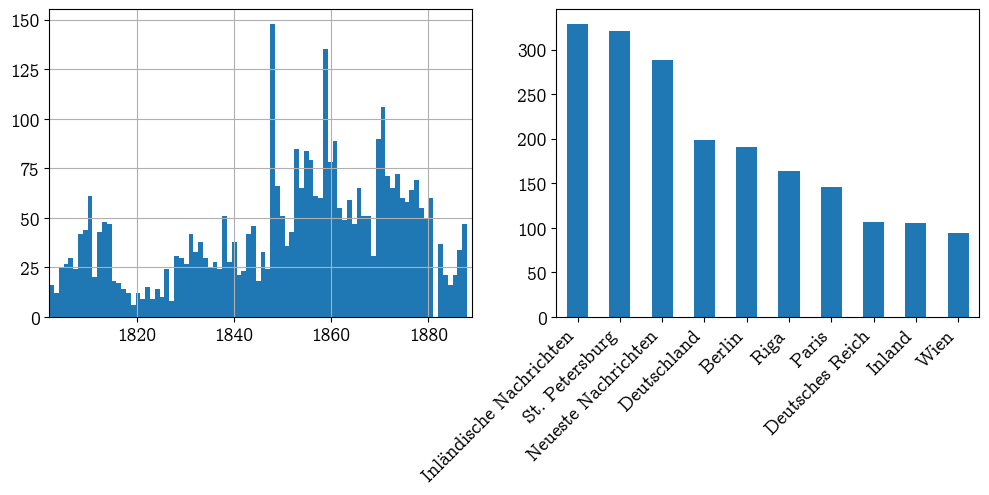 150
125
100
75
50
25
0
1820 1840 1860 1880
300
250
200
150
100
50
0
Inländische Nachrichten
St. Petersburg
Neueste Nachrichten
Deutschland
Berlin
Riga
Paris
Deutsches Reich
Inland
Wien